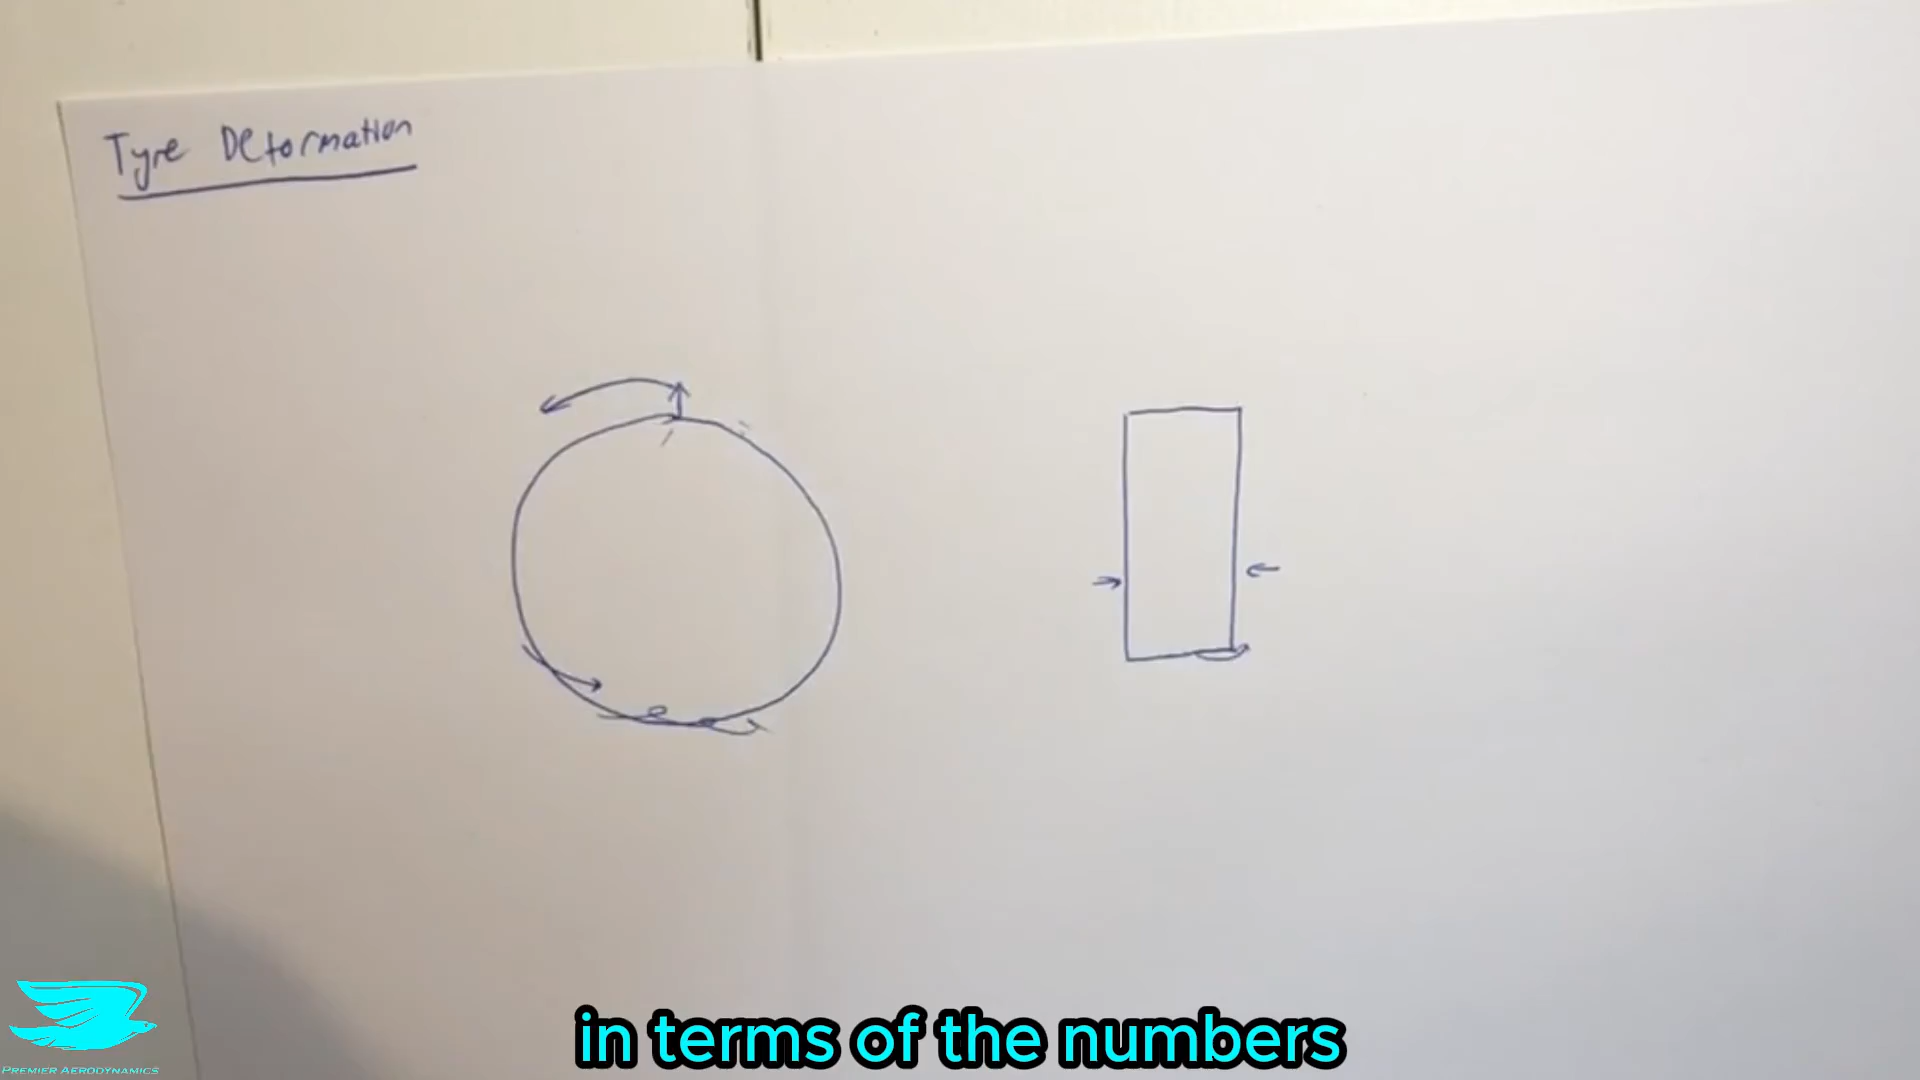 Tyre Deformation
in terms of the numbers
PREMIER AERODYNAMICS